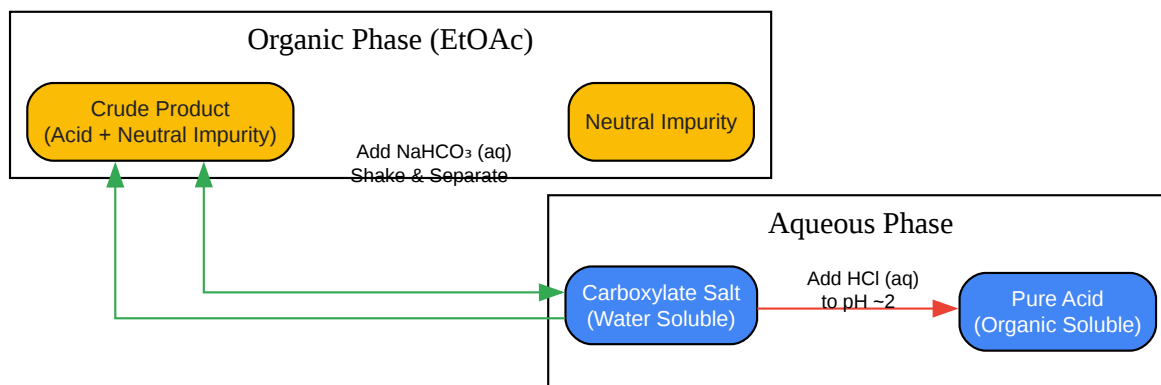 Organic Phase (EtOAc)
Crude Product
(Acid + Neutral Impurity)
Neutral Impurity
Add NaHCO₃ (aq)
Shake & Separate
Aqueous Phase
Carboxylate Salt
(Water Soluble)
Add HCl (aq)
to pH ~2
Pure Acid
(Organic Soluble)